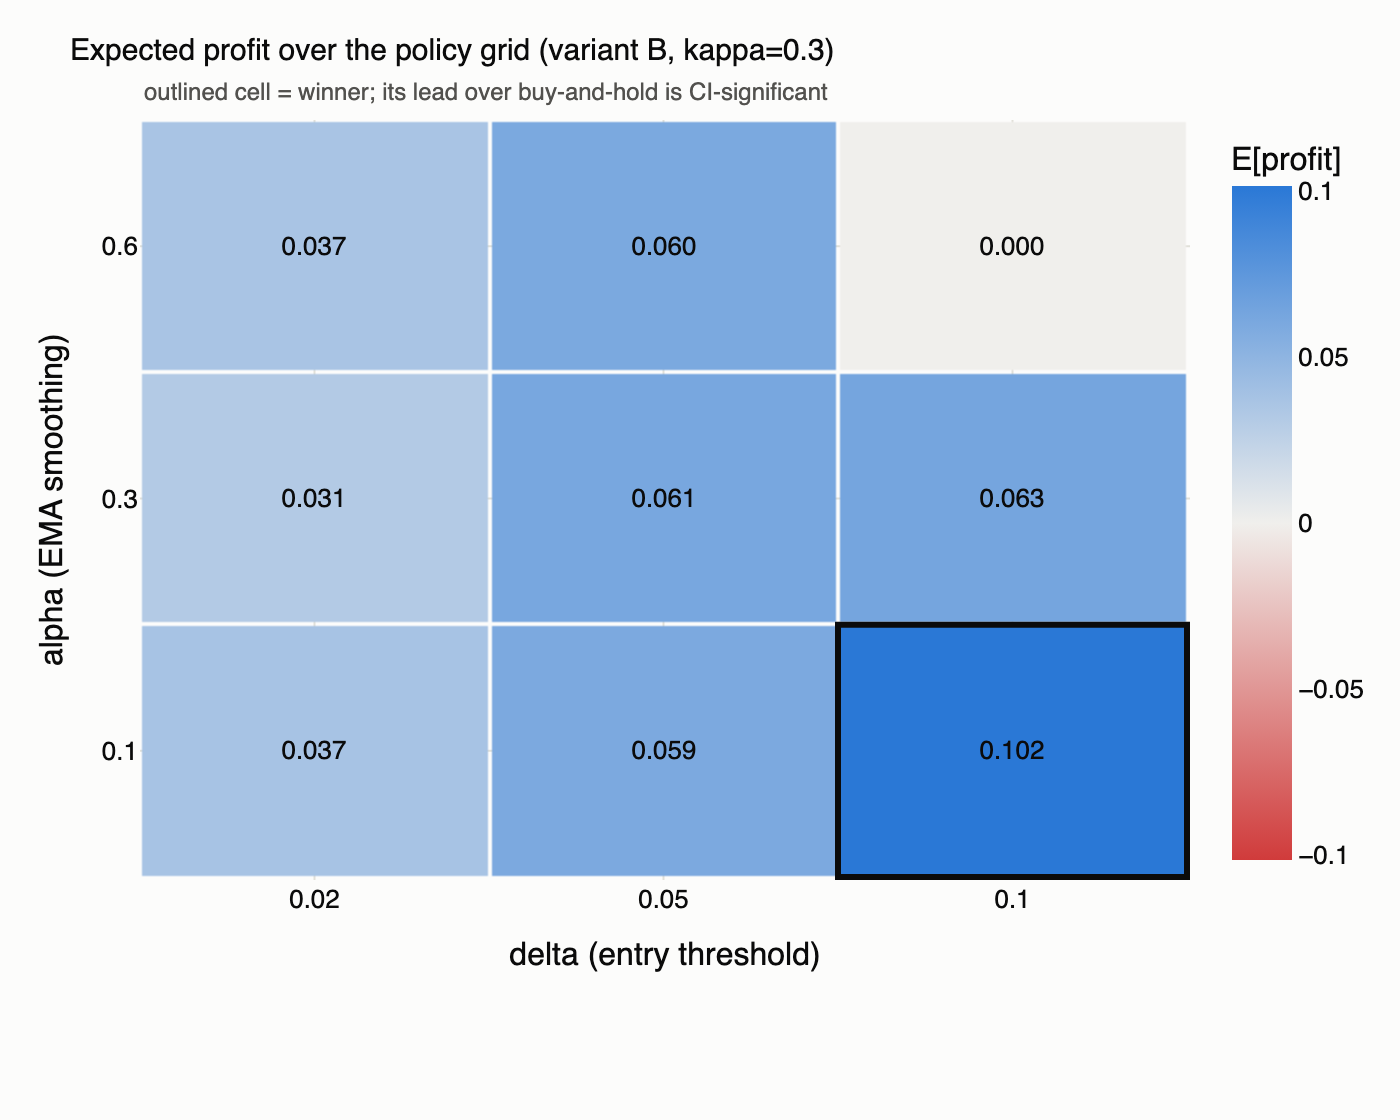 Expected profit over the policy grid (variant B, kappa=0.3)
outlined cell = winner; its lead over buy-and-hold is CI-significant
E[profit]
0.1
0.05
0
−0.05
−0.1
alpha (EMA smoothing)
0.6 0.037 0.060 0.000
0.3 0.031 0.061 0.063
0.1 0.037 0.059 0.102
0.02 0.05 0.1
delta (entry threshold)